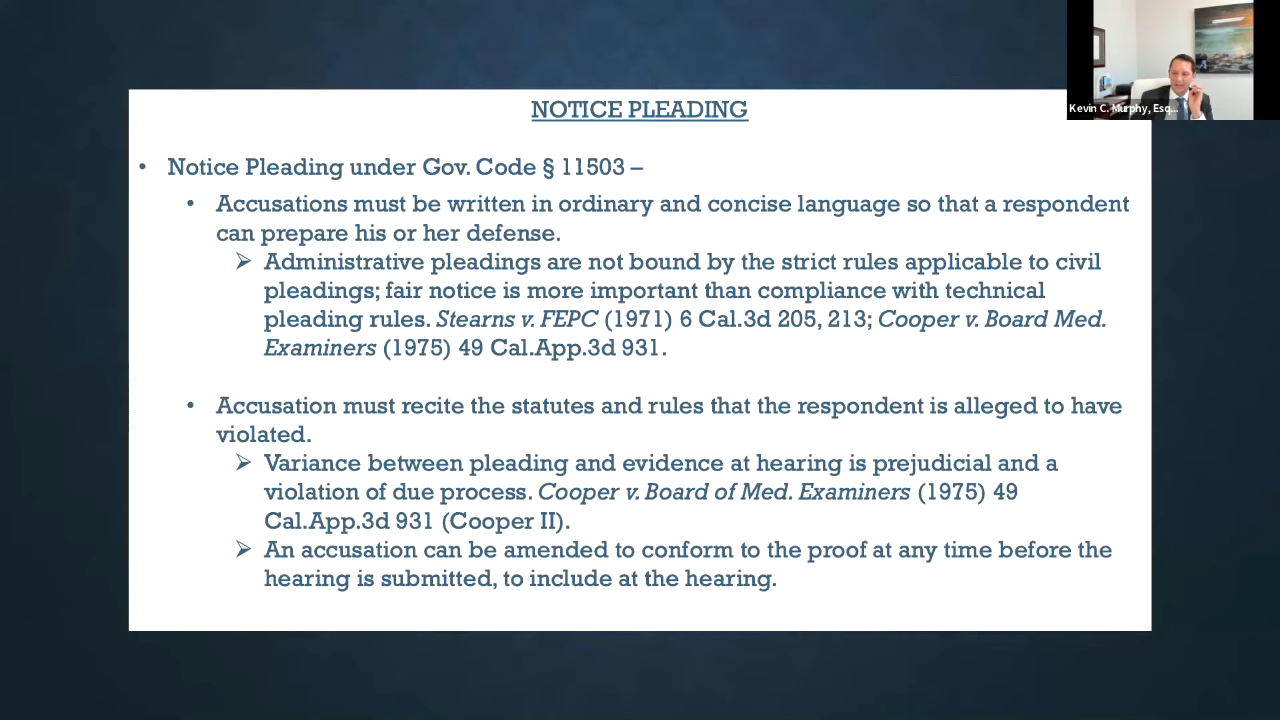 NOTICE PLEADING
• Notice Pleading under Gov. Code § 11503 –
• Accusations must be written in ordinary and concise language so that a respondent
can prepare his or her defense.
➢ Administrative pleadings are not bound by the strict rules applicable to civil
pleadings; fair notice is more important than compliance with technical
pleading rules. Stearns v. FEPC (1971) 6 Cal.3d 205, 213; Cooper v. Board Med.
Examiners (1975) 49 Cal.App.3d 931.
• Accusation must recite the statutes and rules that the respondent is alleged to have
violated.
➢ Variance between pleading and evidence at hearing is prejudicial and a
violation of due process. Cooper v. Board of Med. Examiners (1975) 49
Cal.App.3d 931 (Cooper II).
➢ An accusation can be amended to conform to the proof at any time before the
hearing is submitted, to include at the hearing.
Kevin C. Murphy, Esq...